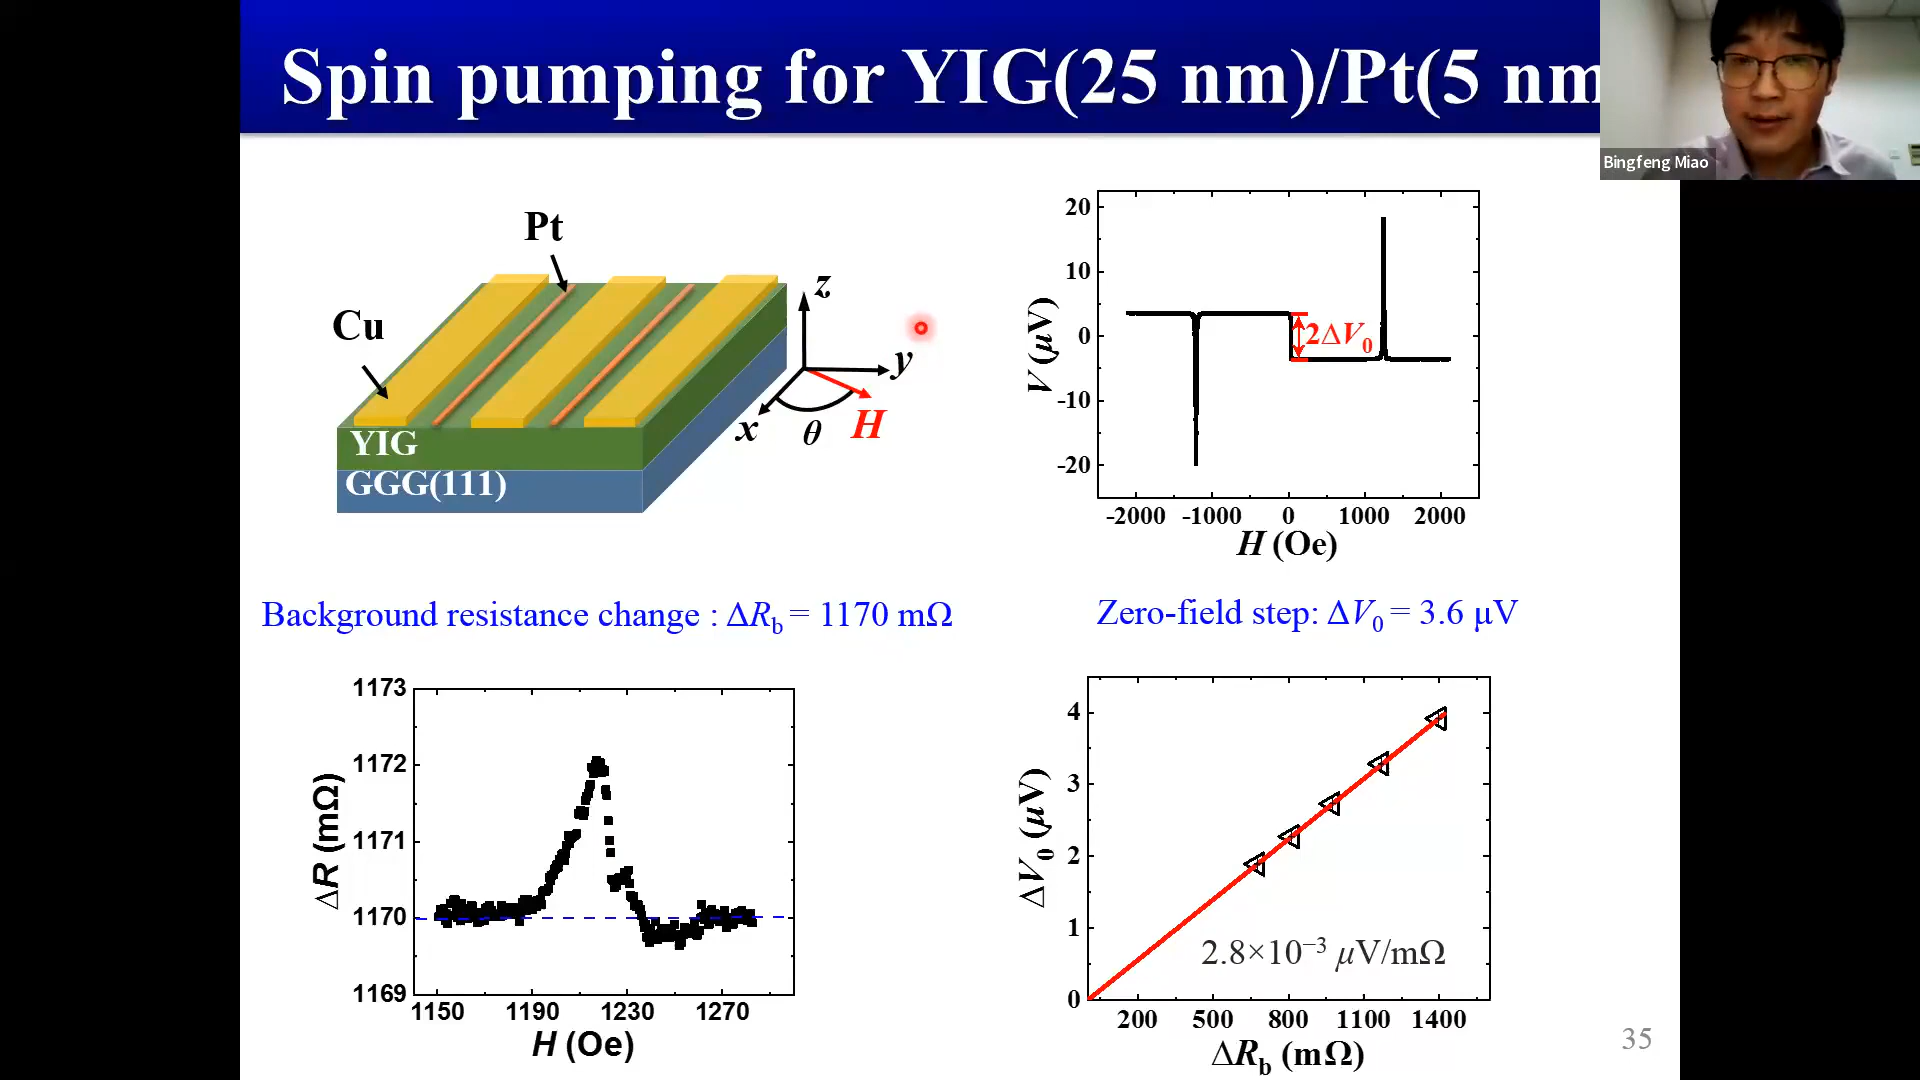 Spin pumping for YIG(25 nm)/Pt(5 nm
Bingfeng Miao
Pt
Cu
YIG
GGG(111)
z
y
x
θ
H
20
10
0
-10
-20
V (μV)
2ΔV0
-2000 -1000 0 1000 2000
H (Oe)
Background resistance change : ΔRb = 1170 mΩ
Zero-field step: ΔV0 = 3.6 μV
1173
1172
1171
1170
1169
ΔR (mΩ)
1150 1190 1230 1270
H (Oe)
4
3
2
1
0
ΔV0 (μV)
2.8×10⁻³ μV/mΩ
200 500 800 1100 1400
ΔRb (mΩ)
35